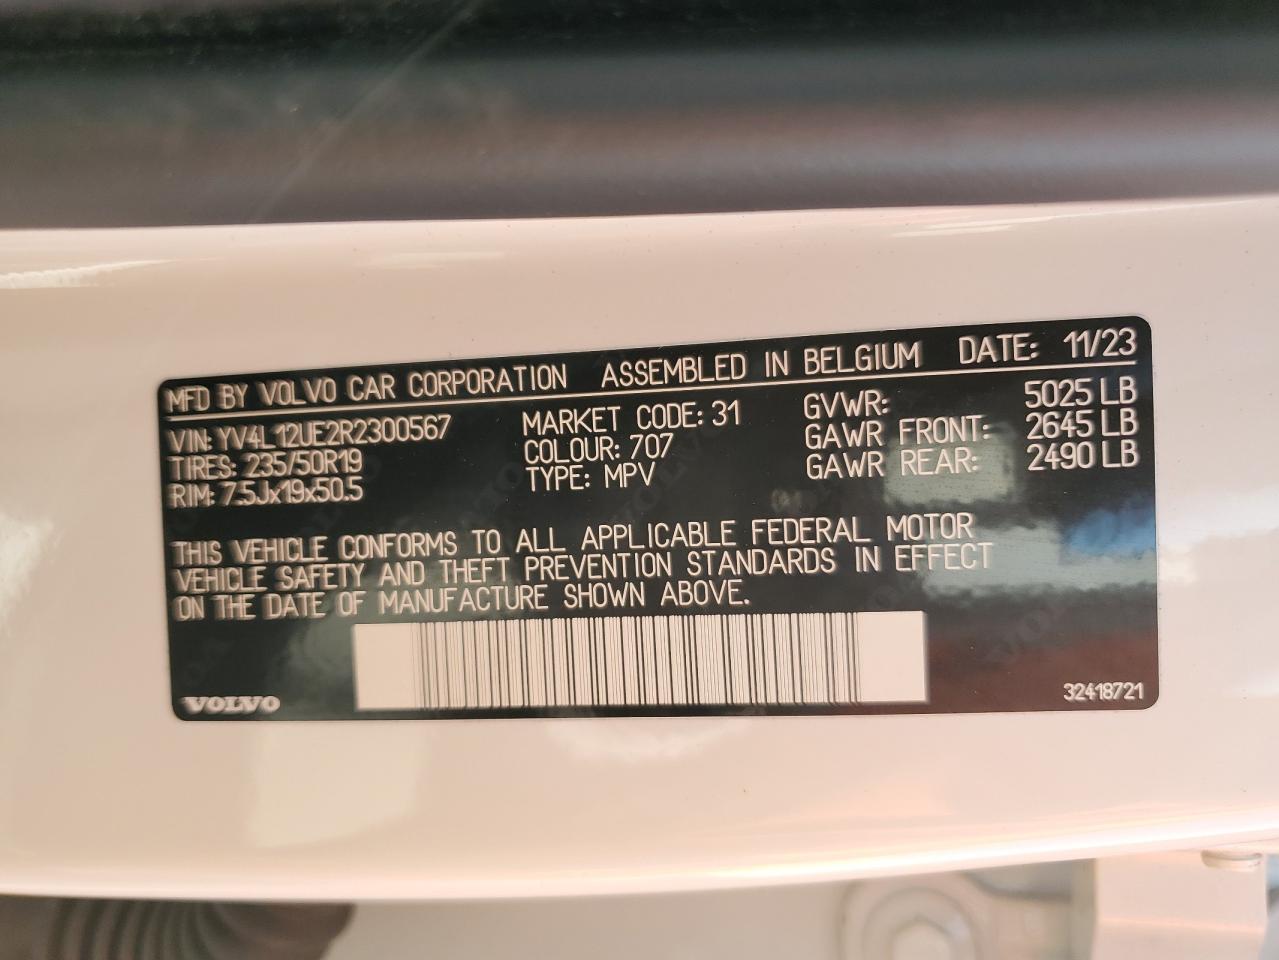 MFD BY VOLVO CAR CORPORATION ASSEMBLED IN BELGIUM DATE: 11/23
VIN: YV4L12UE2R2300567 MARKET CODE: 31 GVWR: 5025 LB
TIRES: 235/50R19 COLOUR: 707 GAWR FRONT: 2645 LB
RIM: 7.5Jx19x50.5 TYPE: MPV GAWR REAR: 2490 LB
THIS VEHICLE CONFORMS TO ALL APPLICABLE FEDERAL MOTOR
VEHICLE SAFETY AND THEFT PREVENTION STANDARDS IN EFFECT
ON THE DATE OF MANUFACTURE SHOWN ABOVE.
VOLVO 32418721